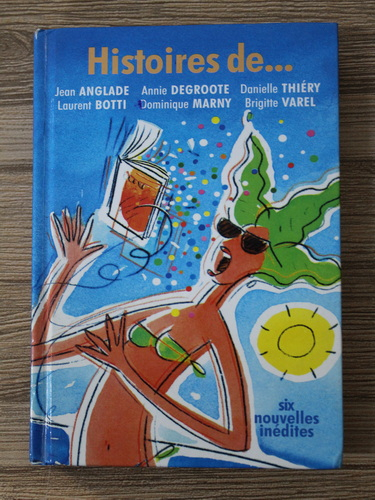 Histoires de...
Jean ANGLADE Annie DEGROOTE Danielle THIÉRY
Laurent BOTTI Dominique MARNY Brigitte VAREL
six
nouvelles
inédites